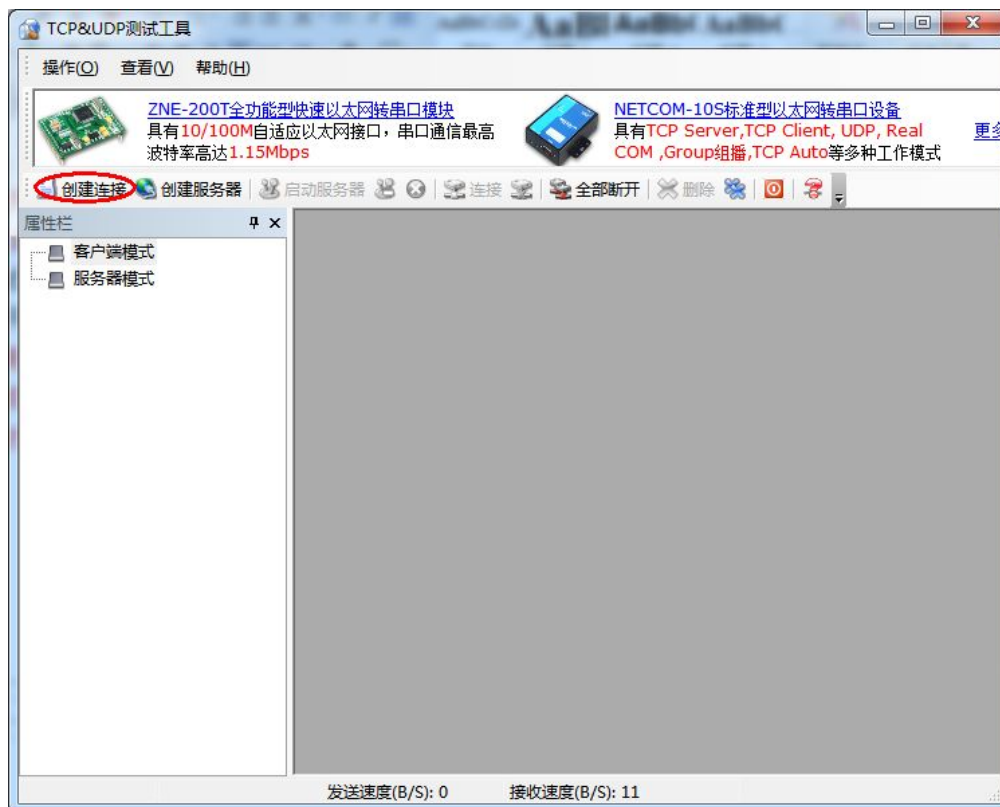 TCP&UDP测试工具
操作(O) 查看(V) 帮助(H)
ZNE-200T全功能型快速以太网转串口模块
具有10/100M自适应以太网接口，串口通信最高
波特率高达1.15Mbps
NETCOM-10S标准型以太网转串口设备
具有TCP Server,TCP Client, UDP, Real
COM ,Group组播,TCP Auto等多种工作模式
更多
创建连接 创建服务器 启动服务器 连接 全部断开 删除
属性栏
客户端模式
服务器模式
发送速度(B/S): 0 接收速度(B/S): 11